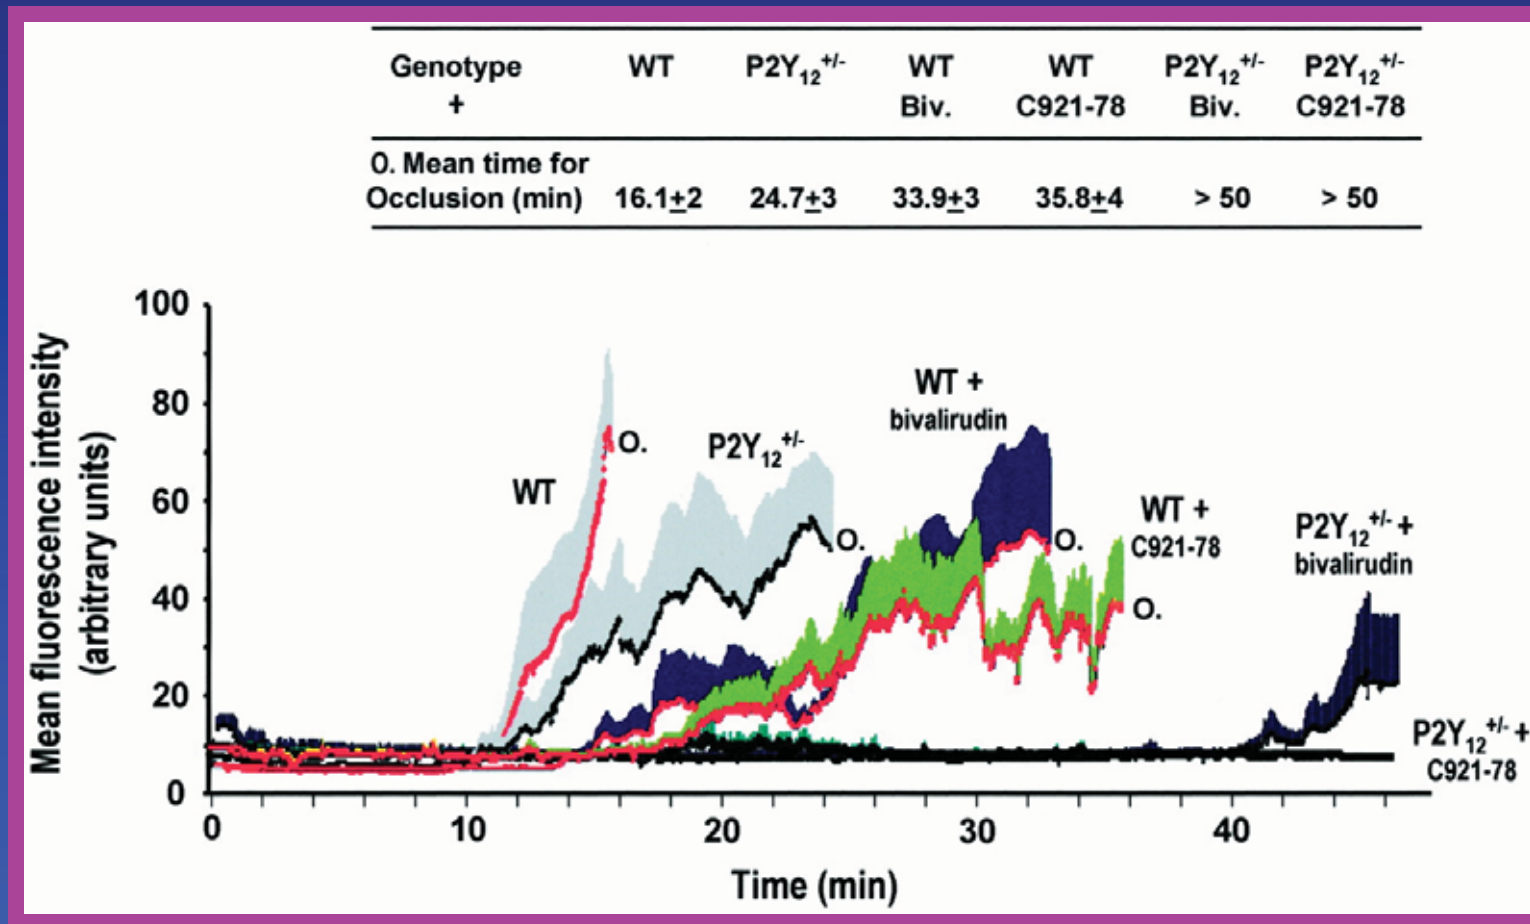 Genotype WT P2Y₁₂⁺/⁻ WT WT P2Y₁₂⁺/⁻ P2Y₁₂⁺/⁻
+ Biv. C921-78 Biv. C921-78
O. Mean time for
Occlusion (min) 16.1±2 24.7±3 33.9±3 35.8±4 > 50 > 50
Mean fluorescence intensity
(arbitrary units)
100
80
60
40
20
0
WT
O.
P2Y₁₂⁺/⁻
O.
WT +
bivalirudin
O.
WT +
C921-78
O.
P2Y₁₂⁺/⁻ +
bivalirudin
P2Y₁₂⁺/⁻ +
C921-78
0 10 20 30 40
Time (min)